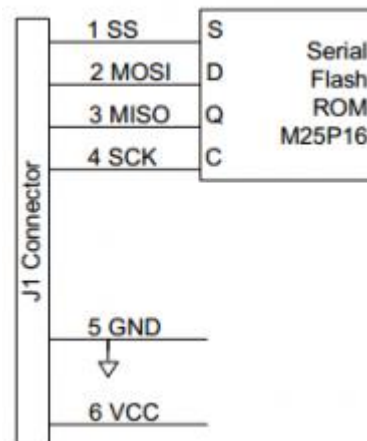 1 SS
S
2 MOSI
D
3 MISO
Q
4 SCK
C
Serial
Flash
ROM
M25P16
J1 Connector
5 GND
6 VCC